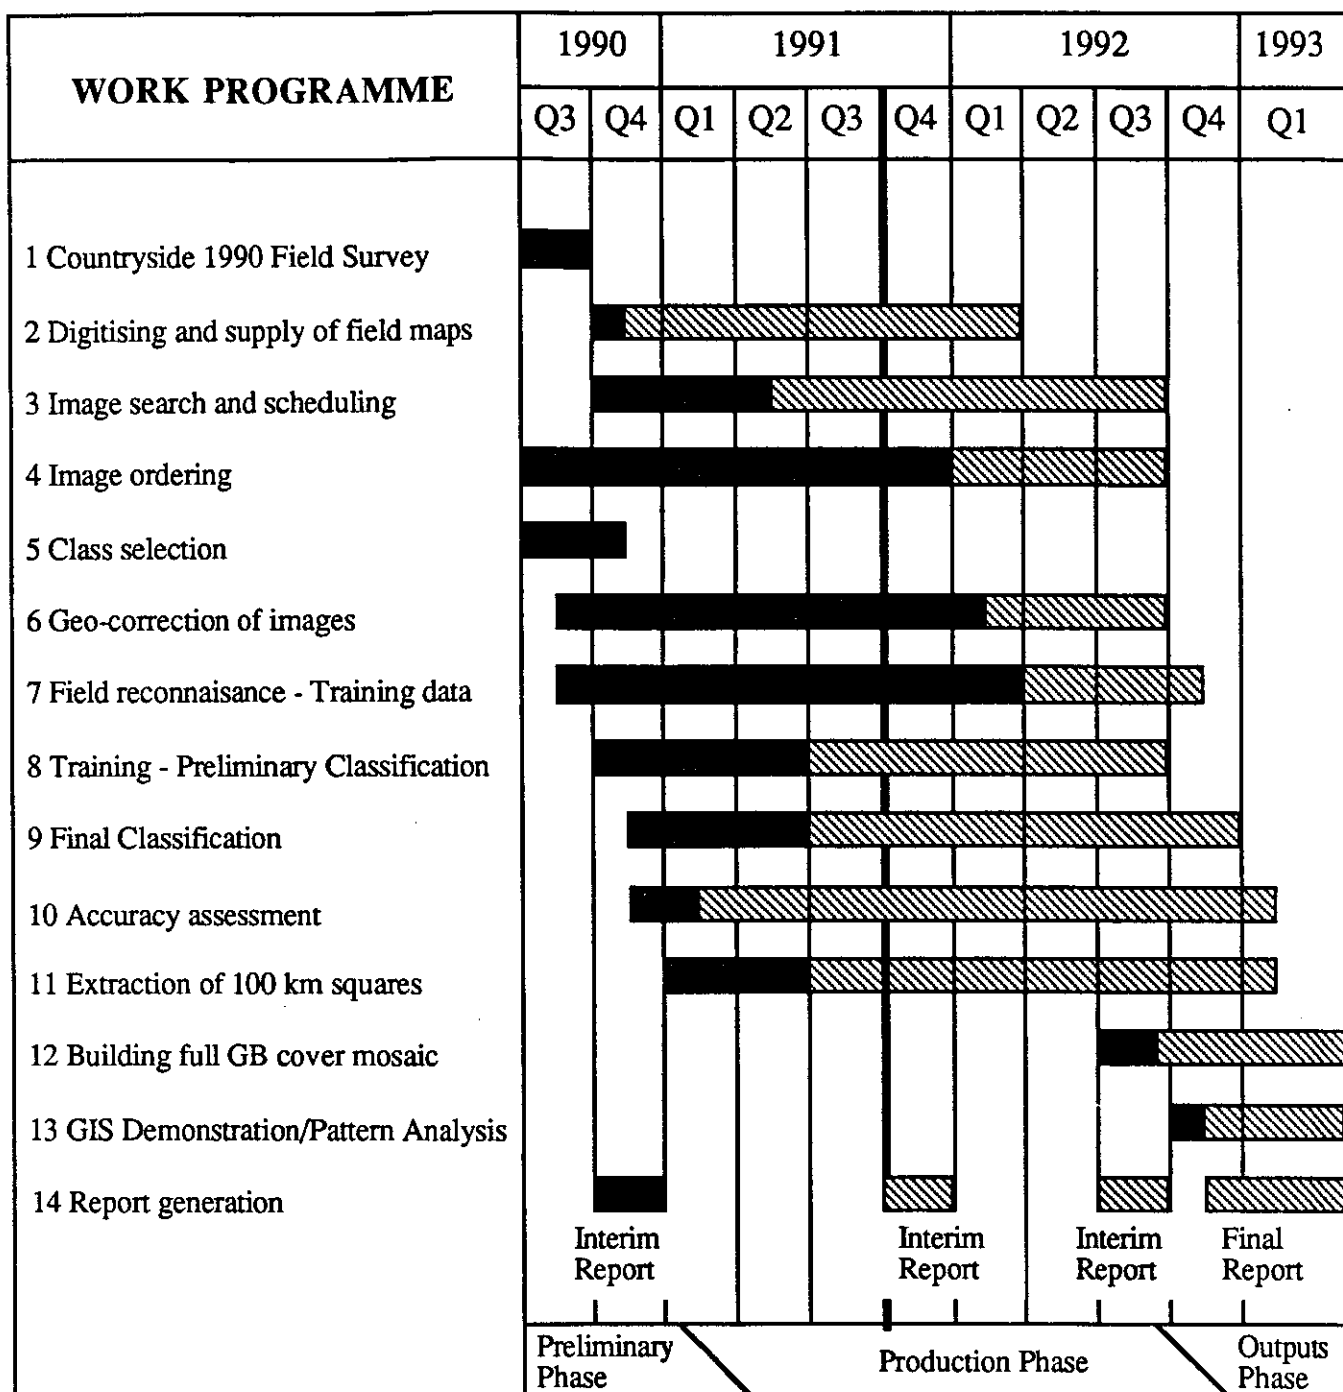 WORK PROGRAMME
1990 1991 1992 1993
Q3 Q4 Q1 Q2 Q3 Q4 Q1 Q2 Q3 Q4 Q1
1 Countryside 1990 Field Survey
2 Digitising and supply of field maps
3 Image search and scheduling
4 Image ordering
5 Class selection
6 Geo-correction of images
7 Field reconnaisance - Training data
8 Training - Preliminary Classification
9 Final Classification
10 Accuracy assessment
11 Extraction of 100 km squares
12 Building full GB cover mosaic
13 GIS Demonstration/Pattern Analysis
14 Report generation
Interim
Report
Interim
Report
Interim
Report
Final
Report
Preliminary
Phase
Production Phase
Outputs
Phase